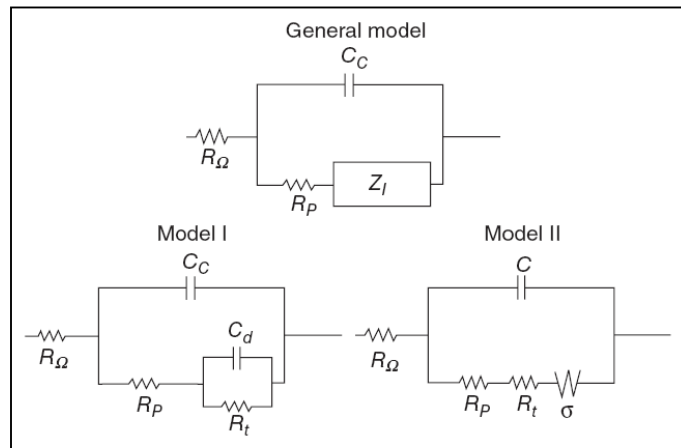 General model
C_C
R_Ω
R_P
Z_I
Model I
C_C
R_Ω
C_d
R_P
R_t
Model II
C
R_Ω
R_P
R_t
σ